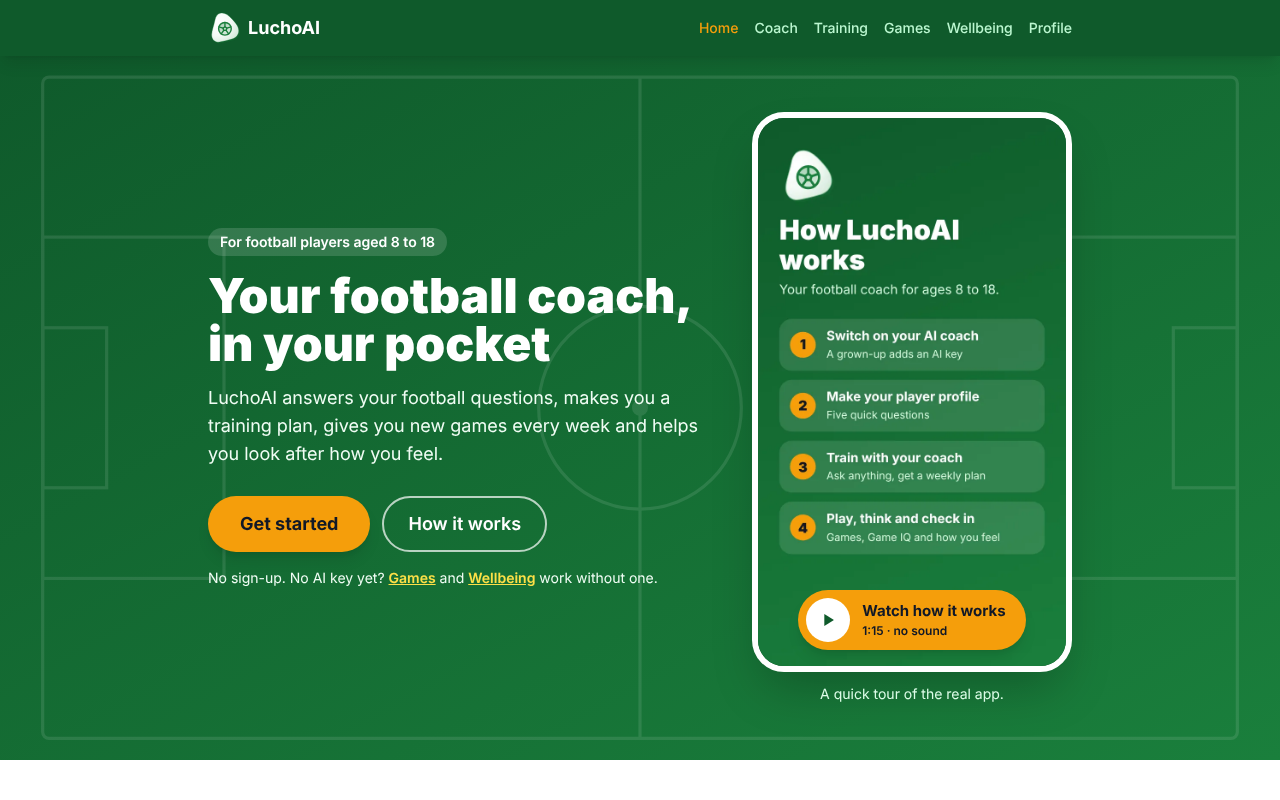 LuchoAI
Home Coach Training Games Wellbeing Profile
For football players aged 8 to 18
Your football coach,
in your pocket
LuchoAI answers your football questions, makes you a
training plan, gives you new games every week and helps
you look after how you feel.
Get started
How it works
No sign-up. No AI key yet? Games and Wellbeing work without one.
How LuchoAI
works
Your football coach for ages 8 to 18.
1
Switch on your AI coach
A grown-up adds an AI key
2
Make your player profile
Five quick questions
3
Train with your coach
Ask anything, get a weekly plan
4
Play, think and check in
Games, Game IQ and how you feel
Watch how it works
1:15 · no sound
A quick tour of the real app.